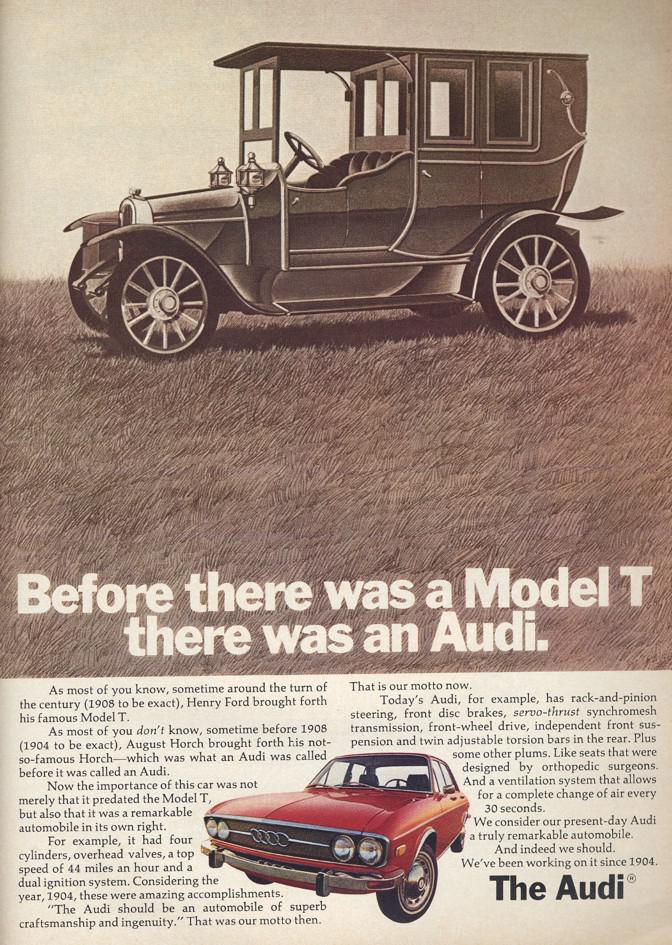 Before there was a Model T
there was an Audi.
As most of you know, sometime around the turn of
the century (1908 to be exact), Henry Ford brought forth
his famous Model T.
As most of you don't know, sometime before 1908
(1904 to be exact), August Horch brought forth his not-
so-famous Horch—which was what an Audi was called
before it was called an Audi.
Now the importance of this car was not
merely that it predated the Model T,
but also that it was a remarkable
automobile in its own right.
For example, it had four
cylinders, overhead valves, a top
speed of 44 miles an hour and a
dual ignition system. Considering the
year, 1904, these were amazing accomplishments.
"The Audi should be an automobile of superb
craftsmanship and ingenuity." That was our motto then.
That is our motto now.
Today's Audi, for example, has rack-and-pinion
steering, front disc brakes, servo-thrust synchromesh
transmission, front-wheel drive, independent front sus-
pension and twin adjustable torsion bars in the rear. Plus
some other plums. Like seats that were
designed by orthopedic surgeons.
And a ventilation system that allows
for a complete change of air every
30 seconds.
We consider our present-day Audi
a truly remarkable automobile.
And indeed we should.
We've been working on it since 1904.
The Audi®